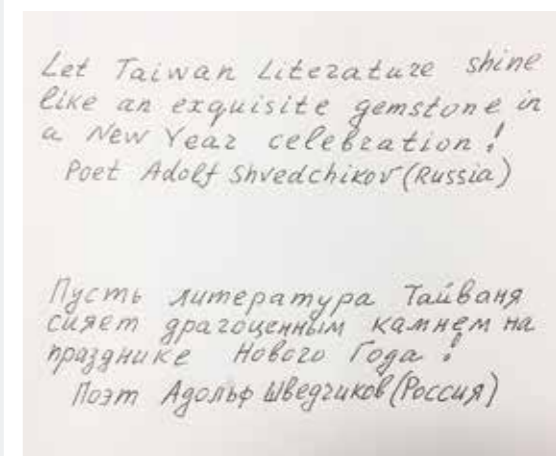 Let Taiwan Literature shine
like an exquisite gemstone in
a New Year celebration!
Poet Adolf Shvedchikov (Russia)
Пусть литература Тайваня
сияет драгоценным камнем на
празднике Нового Года!
Поэт Адольф Шведчиков (Россия)